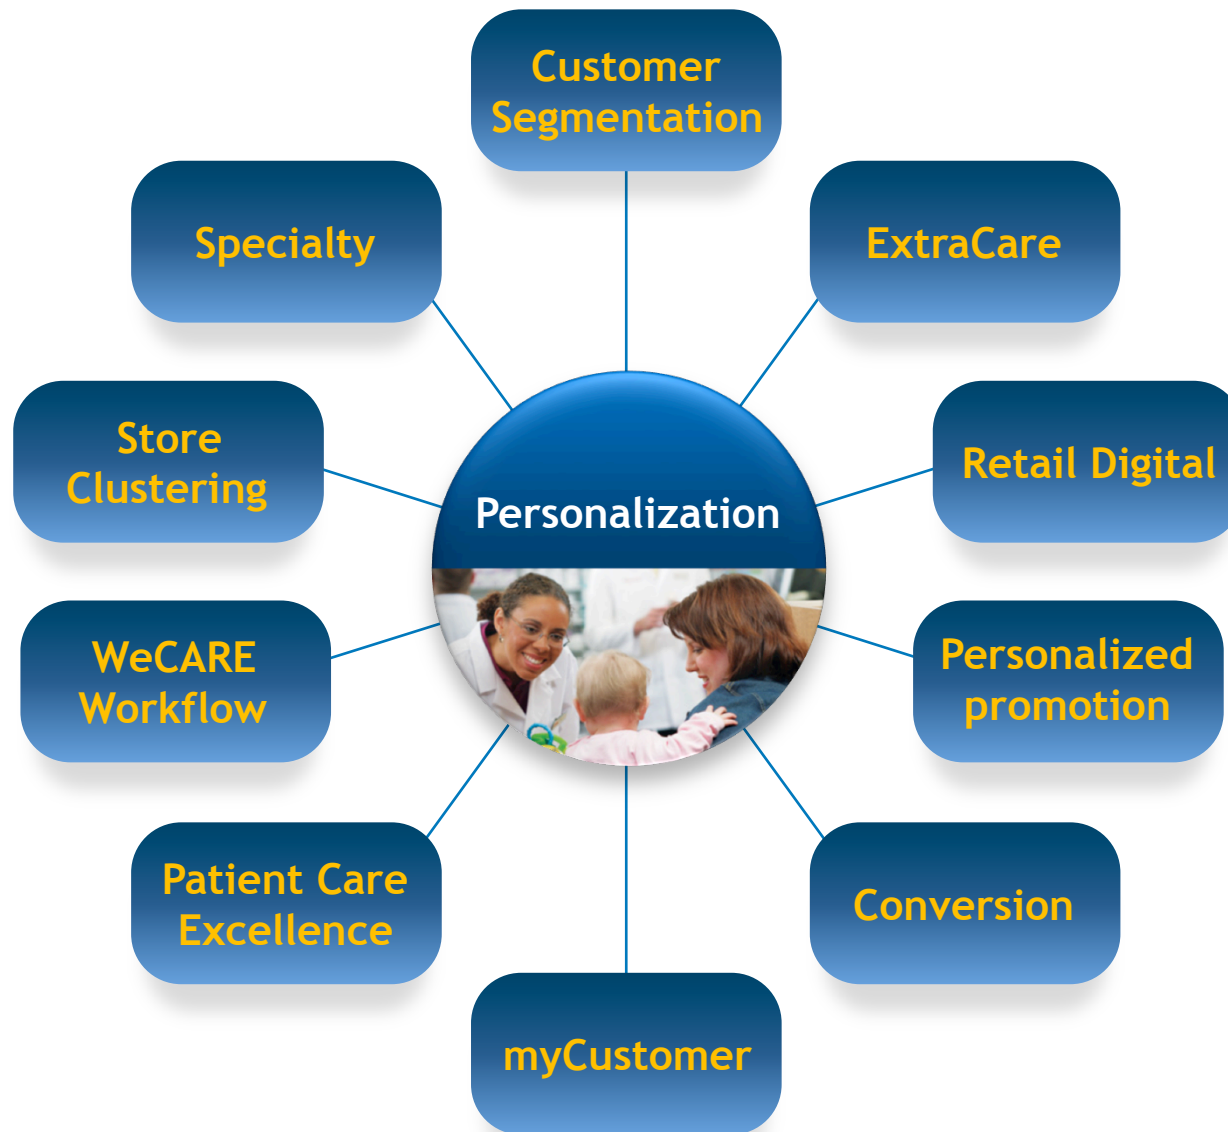 Customer
Segmentation
Specialty
ExtraCare
Store
Clustering
Retail Digital
Personalization
WeCARE
Workflow
Personalized
promotion
Patient Care
Excellence
Conversion
myCustomer